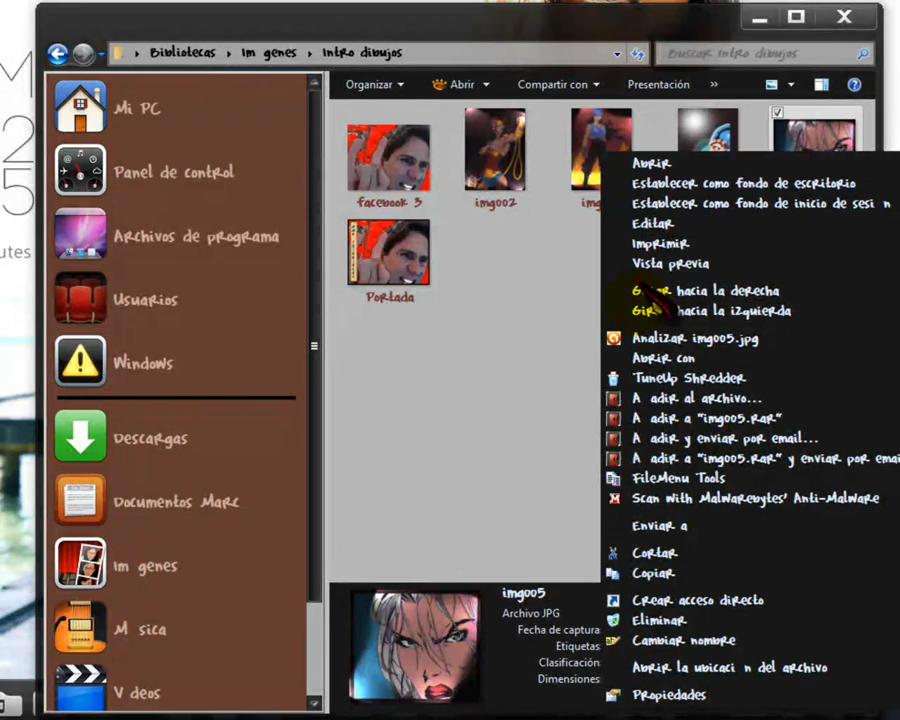 Bibliotecas Im genes Intro dibujos
Buscar Intro dibujos
Organizar Abrir Compartir con Presentación »
Mi PC
Panel de control
Archivos de programa
Usuarios
Windows
Descargas
Documentos Marc
Im genes
M sica
V deos
facebook 3
img002
Portada
Abrir
Establecer como fondo de escritorio
Establecer como fondo de inicio de sesi n
Editar
Imprimir
Vista previa
Girar hacia la derecha
Girar hacia la izquierda
Analizar img005.jpg
Abrir con
TuneUp Shredder
A adir al archivo...
A adir a "img005.rar"
A adir y enviar por email...
A adir a "img005.rar" y enviar por emai
FileMenu Tools
Scan with Malwarebytes' Anti-Malware
Enviar a
Cortar
Copiar
Crear acceso directo
Eliminar
Cambiar nombre
Abrir la ubicaci n del archivo
Propiedades
img005
Archivo JPG
Fecha de captura
Etiquetas
Clasificación
Dimensiones
M
25
utes